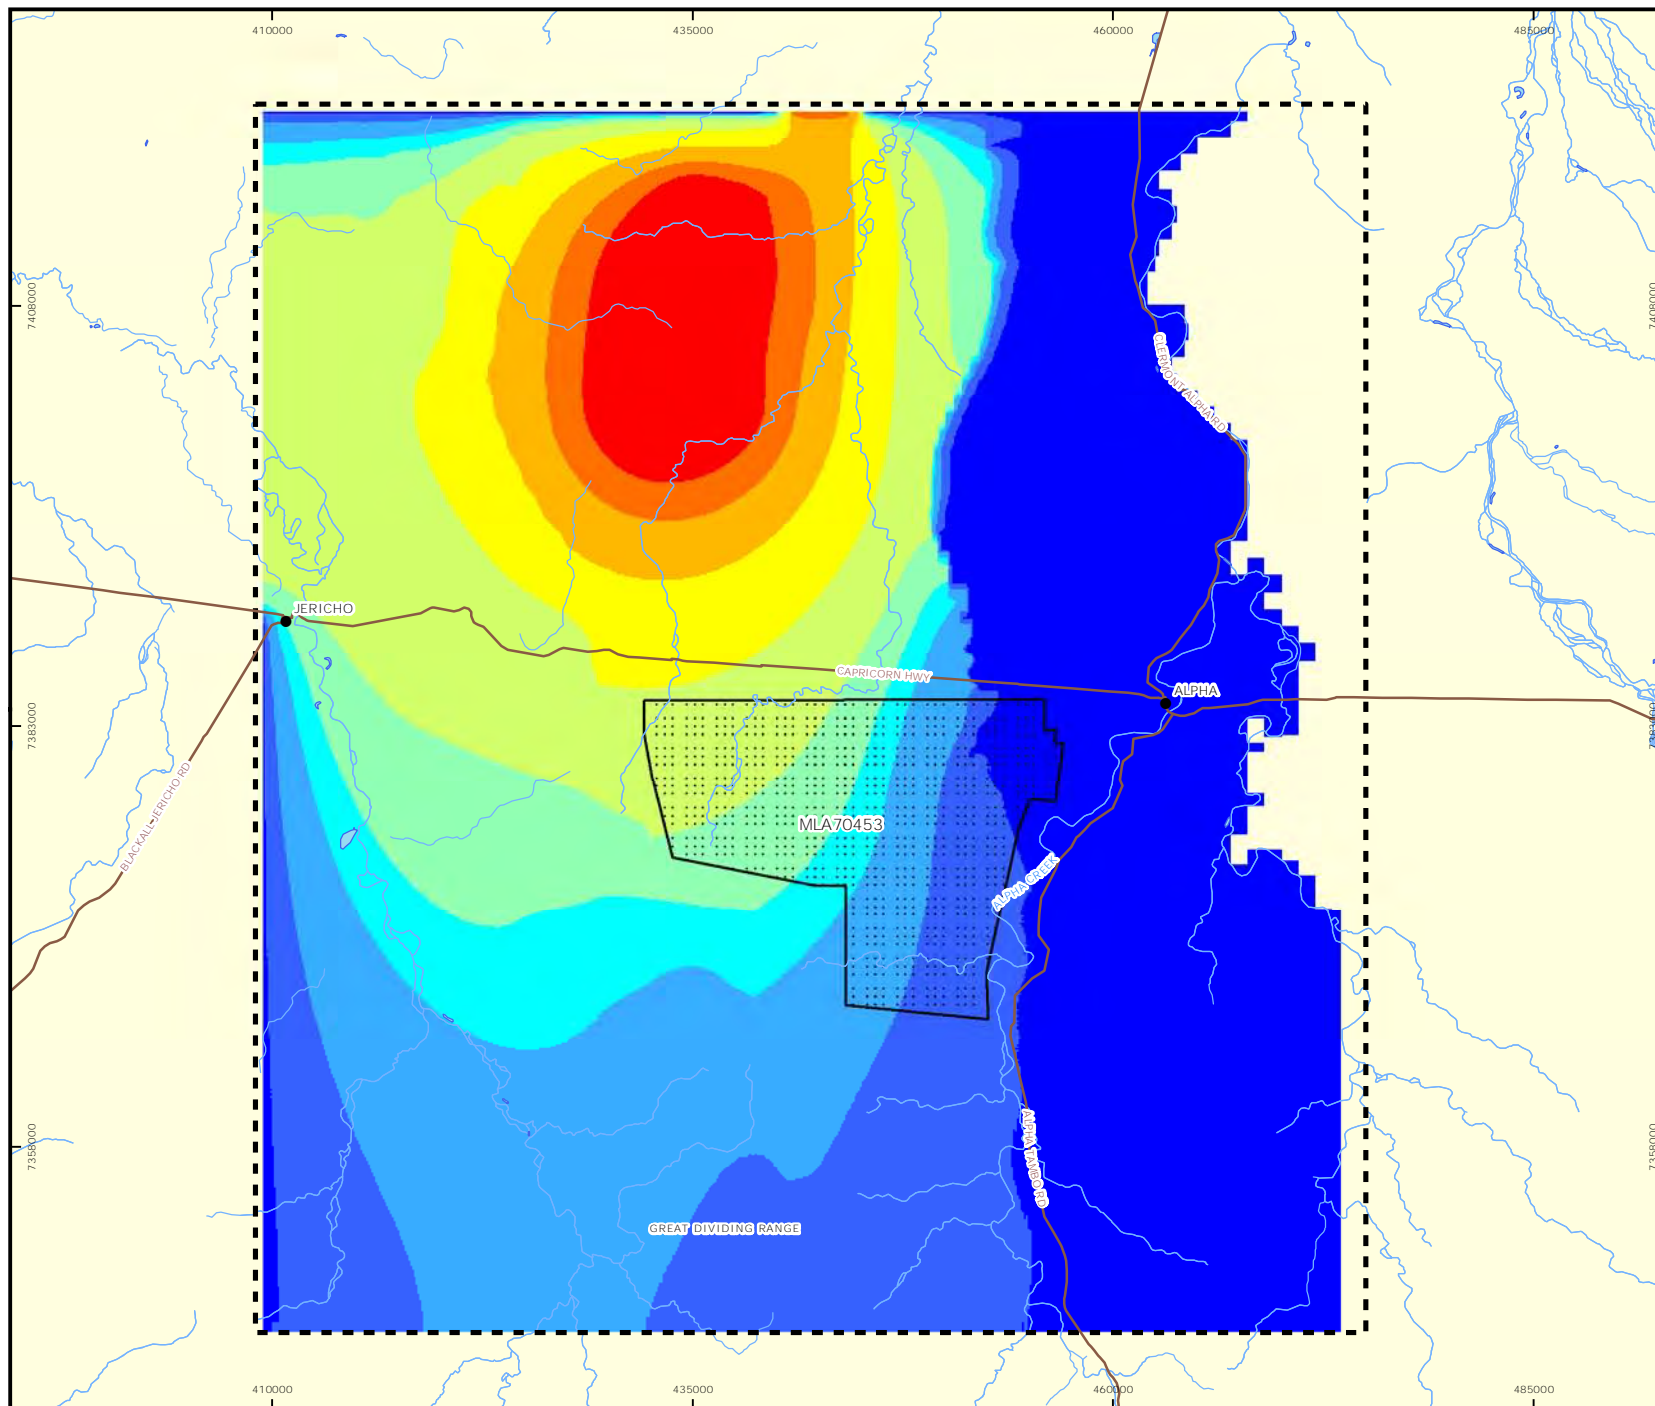 410000
435000
460000
485000
7408000
7408000
CLERMONT ALPHA RD
JERICHO
CAPRICORN HWY
ALPHA
7383000
7383000
BLACKALL-JERICHO RD
MLA70453
ALPHA CREEK
7358000
7358000
ALPHA TAMBO RD
GREAT DIVIDING RANGE
410000
435000
460000
485000